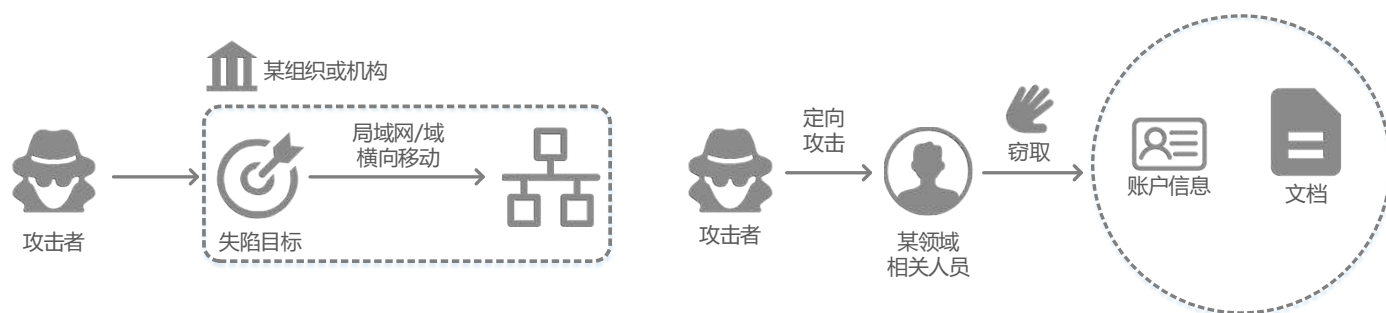 某组织或机构
局域网/域
横向移动
攻击者
失陷目标
定向
攻击
窃取
攻击者
某领域
相关人员
账户信息
文档